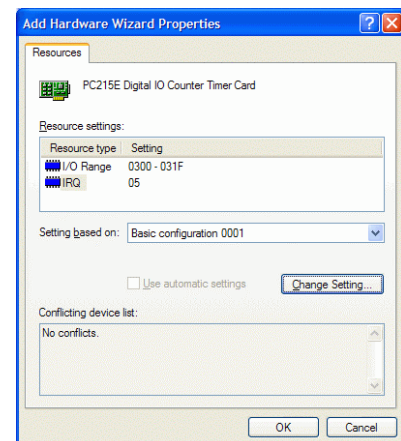 Add Hardware Wizard Properties
Resources
PC215E Digital IO Counter Timer Card
Resource settings:
Resource type Setting
I/O Range 0300 - 031F
IRQ 05
Setting based on: Basic configuration 0001
Use automatic settings Change Setting...
Conflicting device list:
No conflicts.
OK Cancel